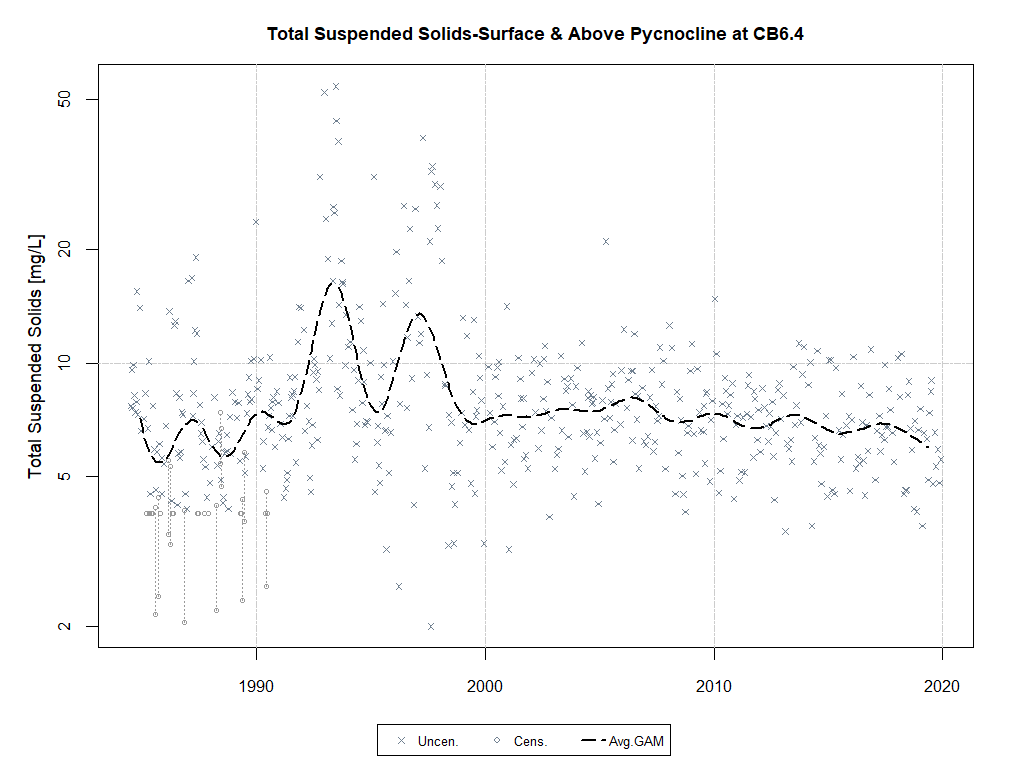 Total Suspended Solids-Surface & Above Pycnocline at CB6.4
Total Suspended Solids [mg/L]
50
20
10
5
2
1990 2000 2010 2020
Uncen. Cens. Avg.GAM